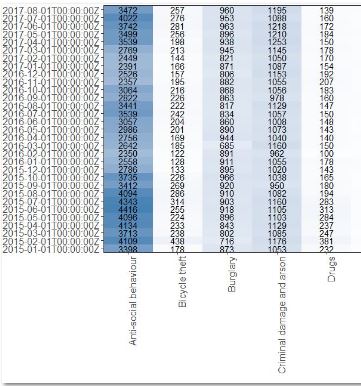 2017-08-01T00:00:00Z 3472 257 960 1195 139
2017-07-01T00:00:00Z 4022 276 953 1088 160
2017-06-01T00:00:00Z 3742 281 963 1218 172
2017-05-01T00:00:00Z 3499 256 896 1210 184
2017-04-01T00:00:00Z 3539 198 938 1253 150
2017-03-01T00:00:00Z 2789 213 945 1145 160
2017-02-01T00:00:00Z 2449 144 821 1050 170
2017-01-01T00:00:00Z 2391 166 871 1087 154
2016-12-01T00:00:00Z 2526 157 806 1153 192
2016-11-01T00:00:00Z 2357 195 882 1055 207
2016-10-01T00:00:00Z 3064 216 868 1056 183
2016-09-01T00:00:00Z 2822 226 863 978 160
2016-08-01T00:00:00Z 3441 222 817 1129 147
2016-07-01T00:00:00Z 3539 242 834 1057 150
2016-06-01T00:00:00Z 3057 204 860 1008 148
2016-05-01T00:00:00Z 2986 201 890 1073 143
2016-04-01T00:00:00Z 2756 169 944 1040 140
2016-03-01T00:00:00Z 2642 185 685 1160 150
2016-02-01T00:00:00Z 2350 122 891 962 100
2016-01-01T00:00:00Z 2558 128 911 1055 178
2015-12-01T00:00:00Z 2786 133 895 1020 143
2015-10-01T00:00:00Z 3735 226 966 1038 165
2015-09-01T00:00:00Z 3412 269 920 950 180
2015-08-01T00:00:00Z 4094 286 910 1082 194
2015-07-01T00:00:00Z 4343 314 903 1160 283
2015-06-01T00:00:00Z 4416 255 918 1105 313
2015-05-01T00:00:00Z 4096 224 896 1103 284
2015-04-01T00:00:00Z 4134 233 843 1129 237
2015-03-01T00:00:00Z 3713 238 802 1085 247
2015-02-01T00:00:00Z 4109 438 716 1176 381
2015-01-01T00:00:00Z 3398 178 873 1053 232
Anti-social behaviour
Bicycle theft
Burglary
Criminal damage and arson
Drugs